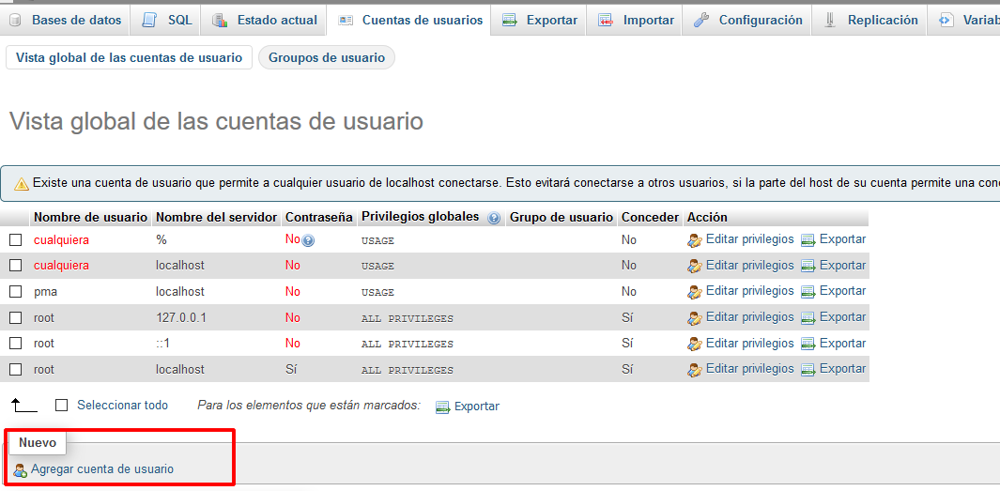 Bases de datos SQL Estado actual Cuentas de usuarios Exportar Importar Configuración Replicación Variab
Vista global de las cuentas de usuario Groupos de usuario
Vista global de las cuentas de usuario
Existe una cuenta de usuario que permite a cualquier usuario de localhost conectarse. Esto evitará conectarse a otros usuarios, si la parte del host de su cuenta permite una con
Nombre de usuario Nombre del servidor Contraseña Privilegios globales Grupo de usuario Conceder Acción
cualquiera % No USAGE No Editar privilegios Exportar
cualquiera localhost No USAGE No Editar privilegios Exportar
pma localhost No USAGE No Editar privilegios Exportar
root 127.0.0.1 No ALL PRIVILEGES Sí Editar privilegios Exportar
root ::1 No ALL PRIVILEGES Sí Editar privilegios Exportar
root localhost Sí ALL PRIVILEGES Sí Editar privilegios Exportar
Seleccionar todo Para los elementos que están marcados: Exportar
Nuevo
Agregar cuenta de usuario